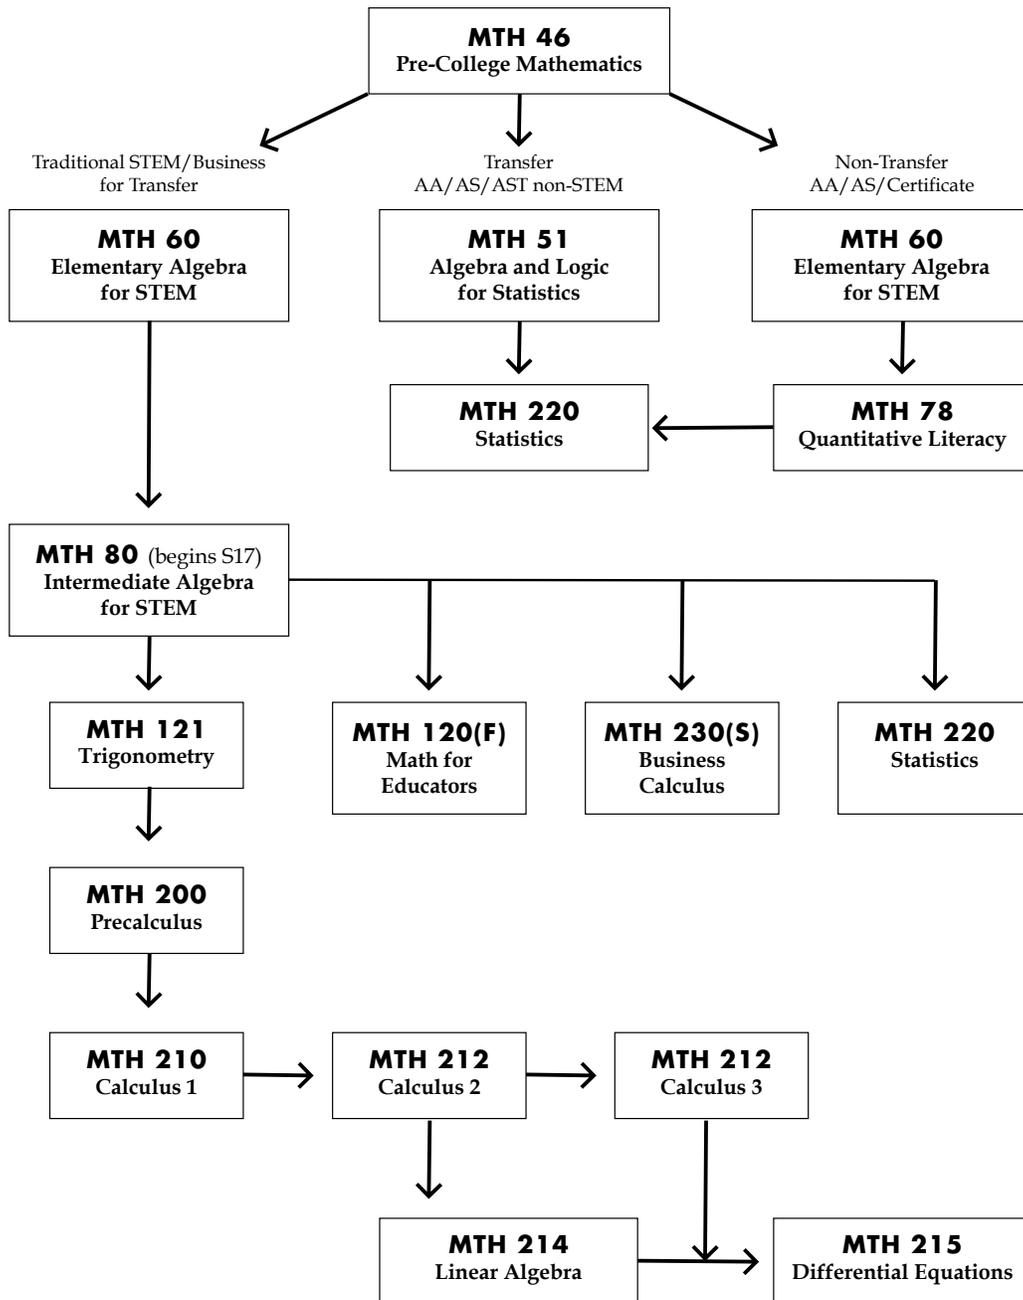 MTH 46
Pre-College Mathematics
Traditional STEM/Business
for Transfer
Transfer
AA/AS/AST non-STEM
Non-Transfer
AA/AS/Certificate
MTH 60
Elementary Algebra
for STEM
MTH 51
Algebra and Logic
for Statistics
MTH 60
Elementary Algebra
for STEM
MTH 220
Statistics
MTH 78
Quantitative Literacy
MTH 80 (begins S17)
Intermediate Algebra
for STEM
MTH 121
Trigonometry
MTH 120(F)
Math for
Educators
MTH 230(S)
Business
Calculus
MTH 220
Statistics
MTH 200
Precalculus
MTH 210
Calculus 1
MTH 212
Calculus 2
MTH 212
Calculus 3
MTH 214
Linear Algebra
MTH 215
Differential Equations